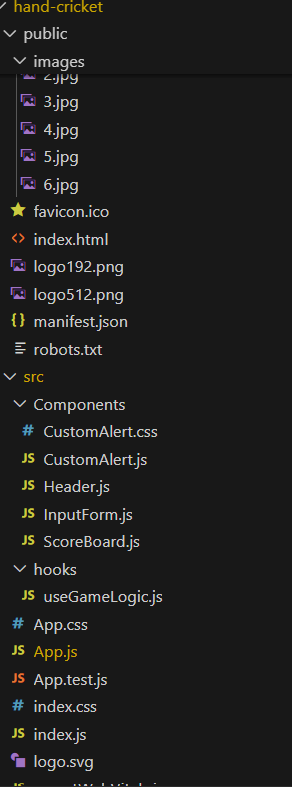 hand-cricket
public
images
2.jpg
3.jpg
4.jpg
5.jpg
6.jpg
favicon.ico
index.html
logo192.png
logo512.png
manifest.json
robots.txt
src
Components
CustomAlert.css
CustomAlert.js
Header.js
InputForm.js
ScoreBoard.js
hooks
useGameLogic.js
App.css
App.js
App.test.js
index.css
index.js
logo.svg